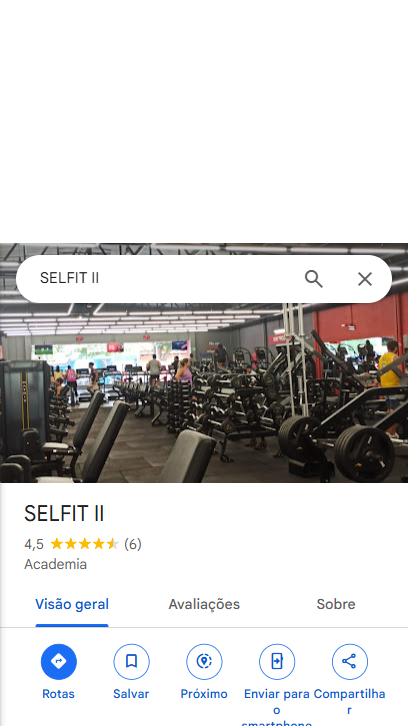 SELFIT II
SELFIT II
4,5 (6)
Academia
Visão geral Avaliações Sobre
Rotas Salvar Próximo Enviar para o smartphone Compartilhar